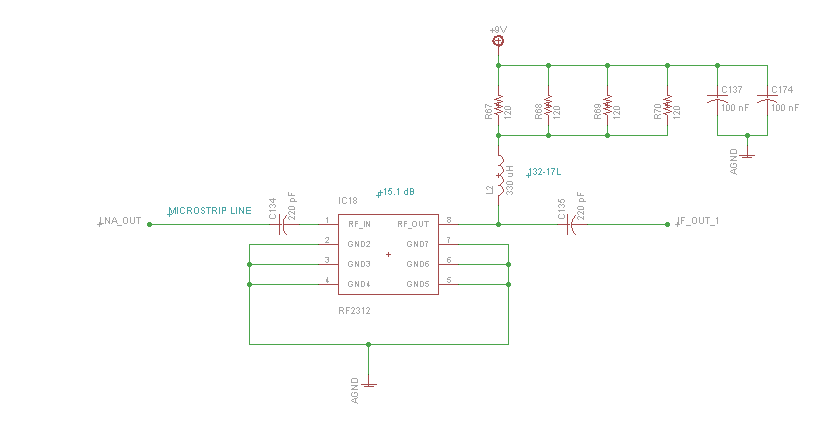 +9V
C137
C174
100 nF
100 nF
R67
120
R68
120
R69
120
R70
120
AGND
132-17L
L2
330 uH
15.1 dB
IC18
MICROSTRIP LINE
C134
220 pF
C135
220 pF
LNA_OUT
1
RF_IN
RF_OUT
8
IF_OUT_1
2
GND2
GND7
7
3
GND3
GND6
6
4
GND4
GND5
5
RF2312
AGND